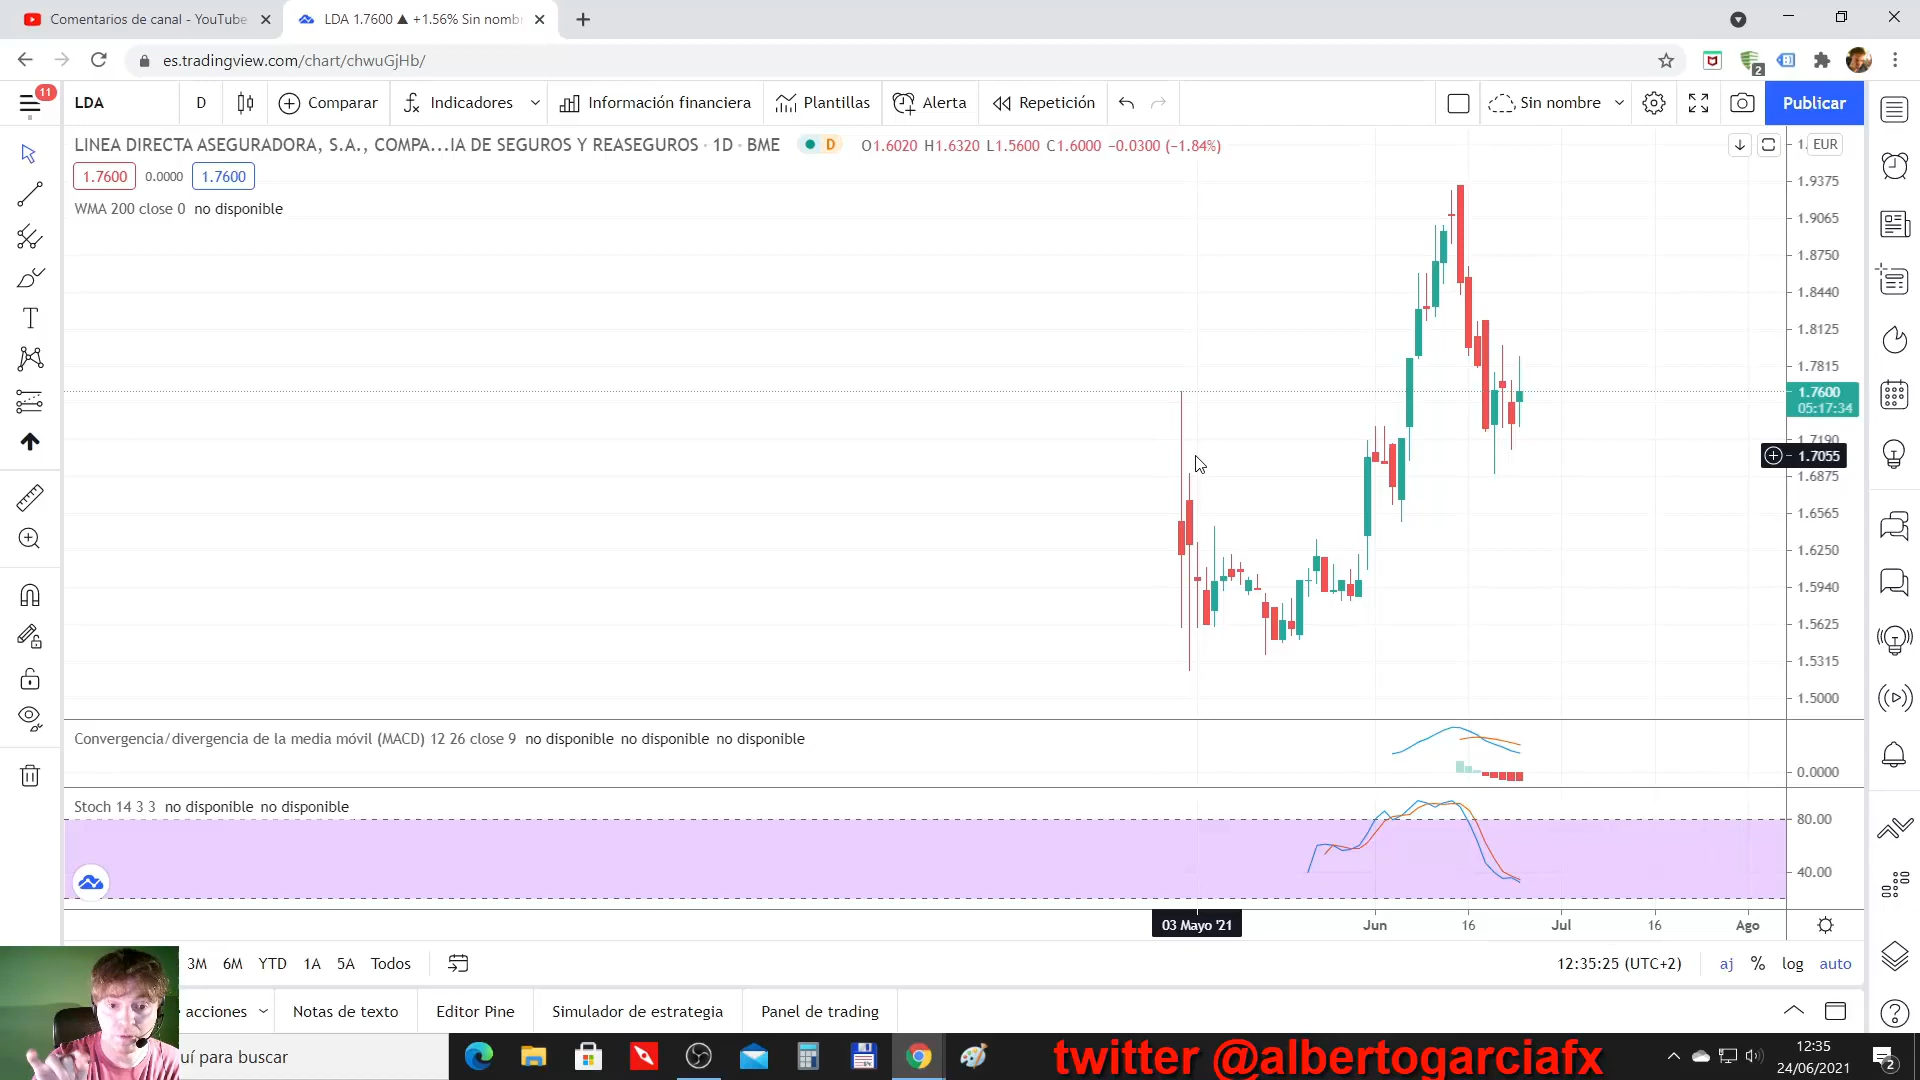 Comentarios de canal - YouTube
LDA 1.7600 ▲ +1.56% Sin nomb
es.tradingview.com/chart/chwuGjHb/
2
11
LDA
D
Comparar
Indicadores
Información financiera
Plantillas
Alerta
Repetición
Sin nombre
Publicar
LINEA DIRECTA ASEGURADORA, S.A., COMPA...IA DE SEGUROS Y REASEGUROS · 1D · BME
D
O1.6020 H1.6320 L1.5600 C1.6000 −0.0300 (−1.84%)
1.7600 0.0000 1.7600
WMA 200 close 0 no disponible
EUR
1.9375
1.9065
1.8750
1.8440
1.8125
1.7815
1.7600
05:17:34
1.7190
1.7055
1.6875
1.6565
1.6250
1.5940
1.5625
1.5315
1.5000
Convergencia/divergencia de la media móvil (MACD) 12 26 close 9 no disponible no disponible no disponible
0.0000
Stoch 14 3 3 no disponible no disponible
80.00
40.00
03 Mayo '21
Jun
16
Jul
16
Ago
3M 6M YTD 1A 5A Todos
12:35:25 (UTC+2)
aj % log auto
acciones
Notas de texto
Editor Pine
Simulador de estrategia
Panel de trading
uí para buscar
twitter @albertogarciafx
12:35
24/06/2021
2